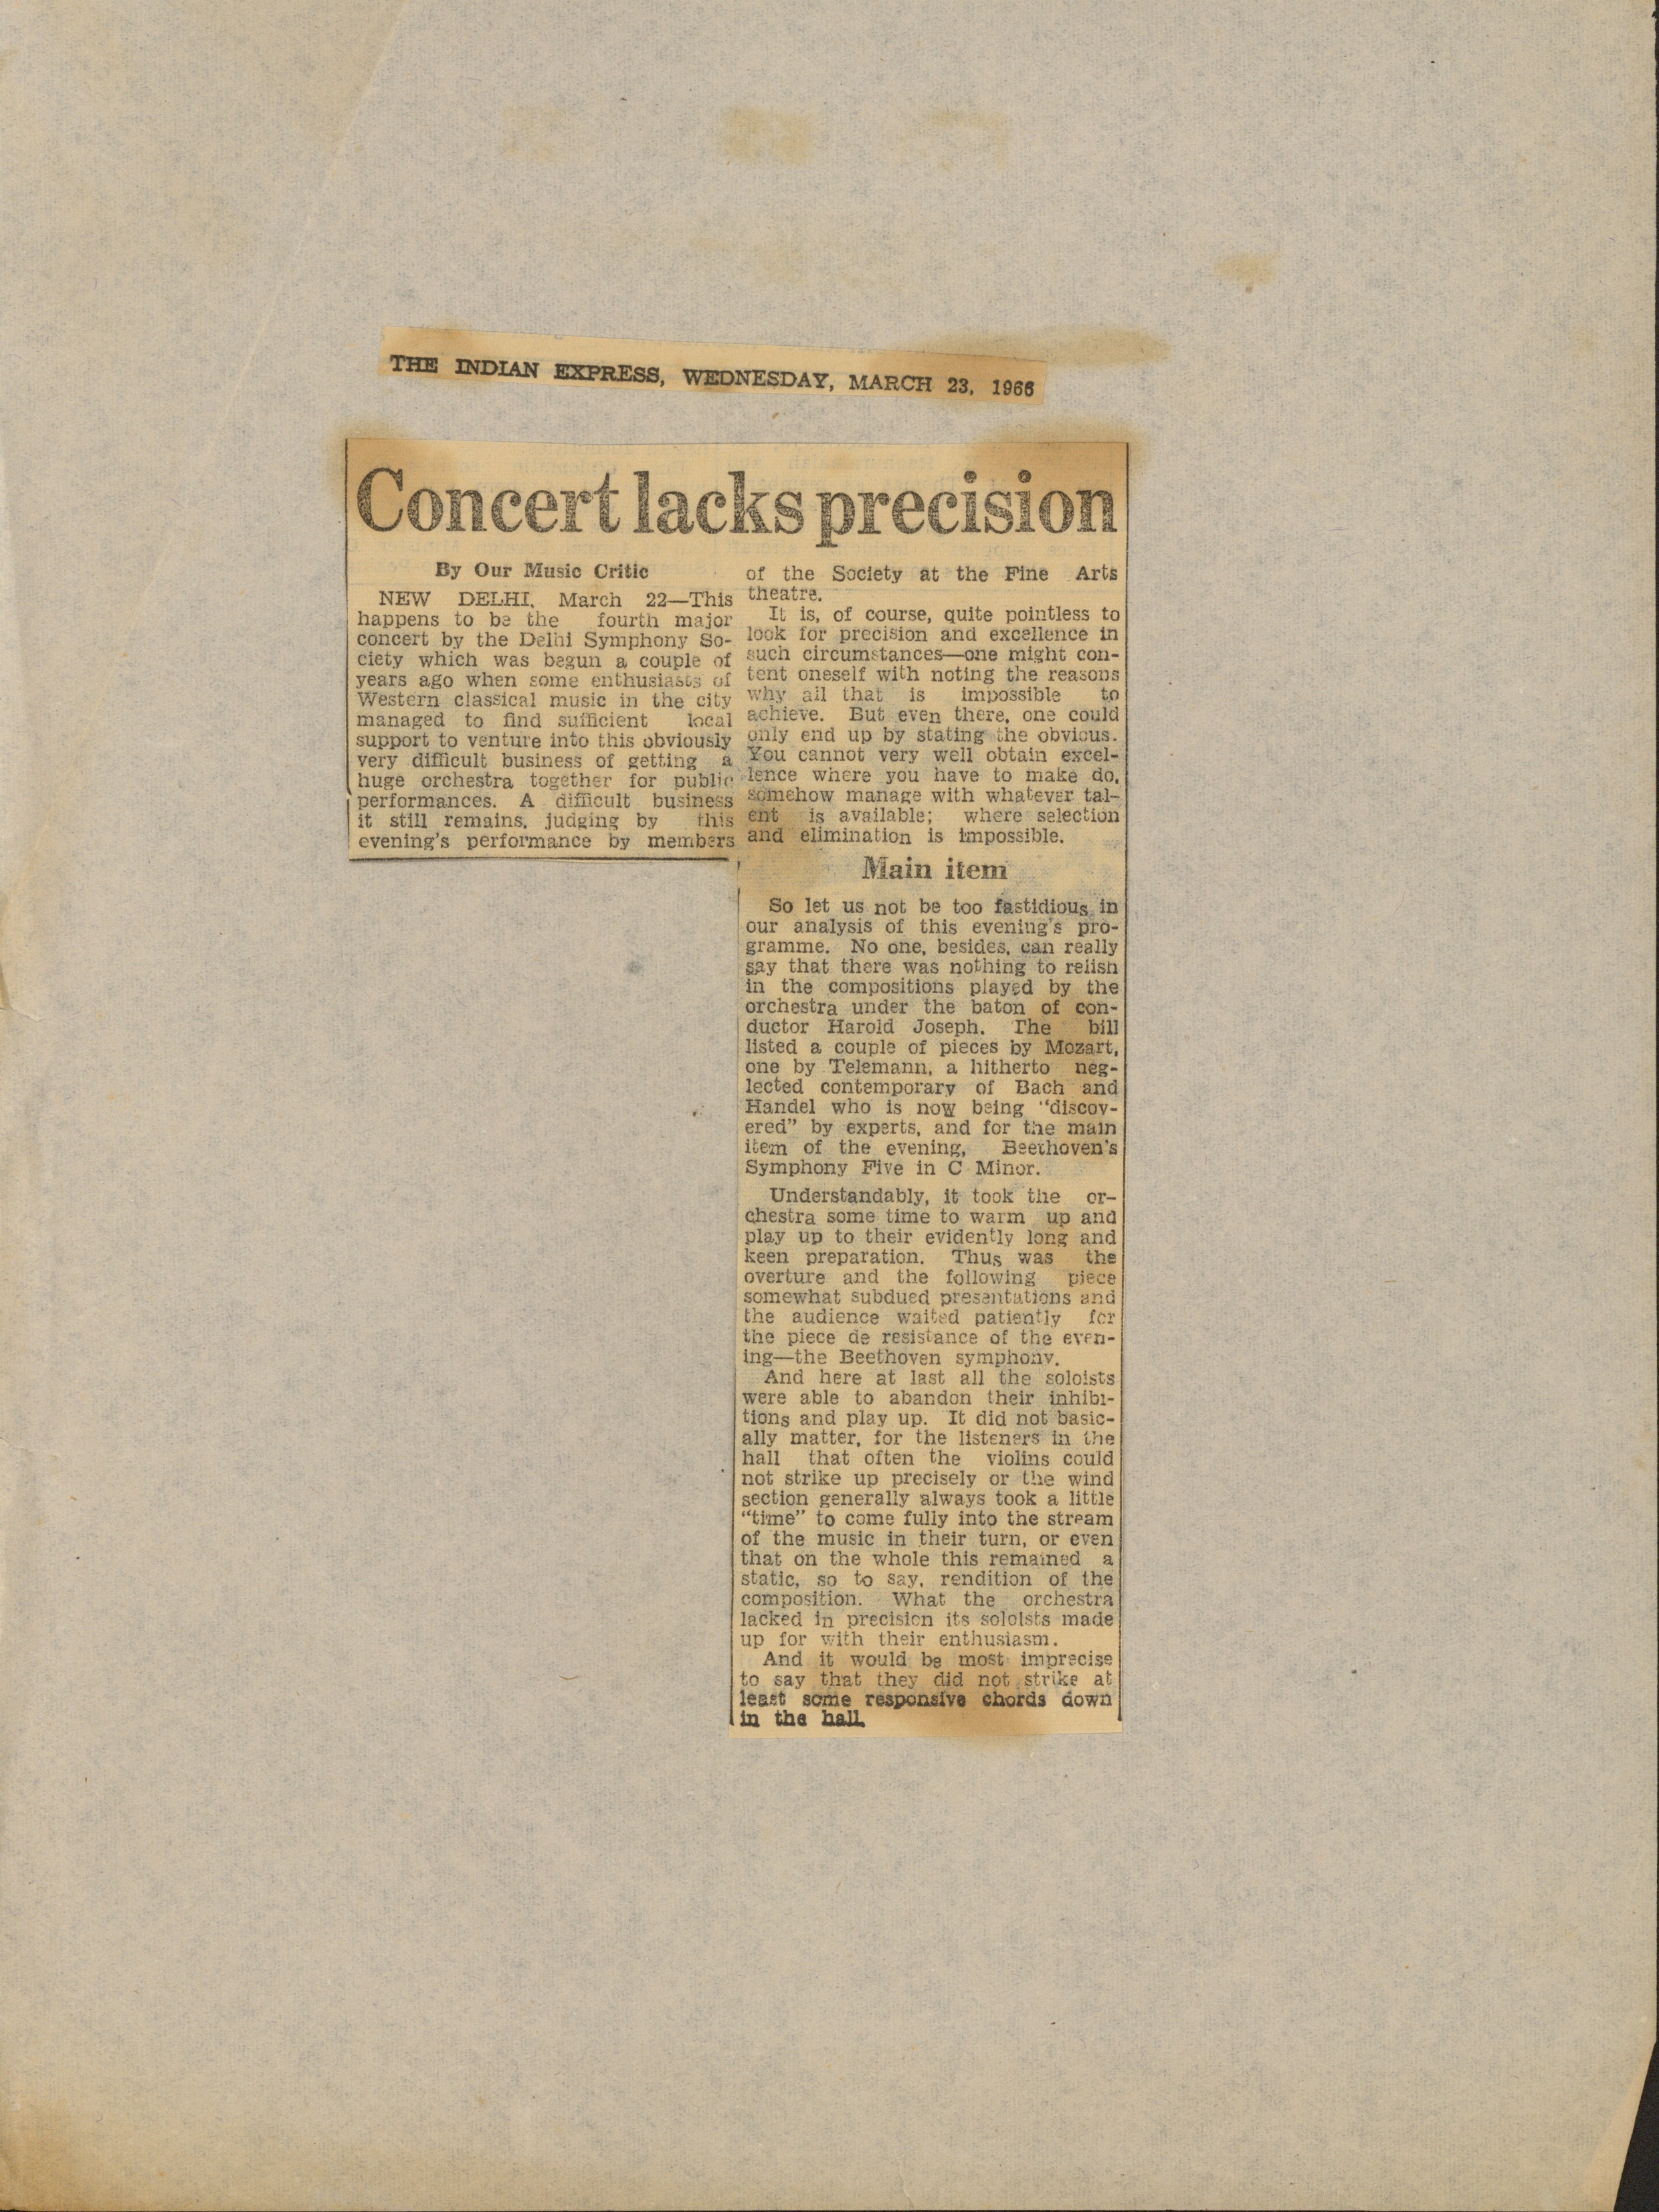 THE INDIAN EXPRESS, WEDNESDAY, MARCH 23, 1966
Concert lacks precision
By Our Music Critic
NEW DELHI, March 22—This
happens to be the fourth major
concert by the Delhi Symphony So-
ciety which was begun a couple of
years ago when some enthusiasts of
Western classical music in the city
managed to find sufficient local
support to venture into this obviously
very difficult business of getting a
huge orchestra together for public
performances. A difficult business
it still remains, judging by this
evening's performance by members
of the Society at the Fine Arts
theatre.
It is, of course, quite pointless to
look for precision and excellence in
such circumstances—one might con-
tent oneself with noting the reasons
why all that is impossible to
achieve. But even there, one could
only end up by stating the obvious.
You cannot very well obtain excel-
lence where you have to make do,
somehow manage with whatever tal-
ent is available; where selection
and elimination is impossible.
Main item
So let us not be too fastidious in
our analysis of this evening's pro-
gramme. No one, besides, can really
say that there was nothing to relish
in the compositions played by the
orchestra under the baton of con-
ductor Harold Joseph. The bill
listed a couple of pieces by Mozart,
one by Telemann, a hitherto neg-
lected contemporary of Bach and
Handel who is now being "discov-
ered" by experts, and for the main
item of the evening, Beethoven's
Symphony Five in C Minor.
Understandably, it took the or-
chestra some time to warm up and
play up to their evidently long and
keen preparation. Thus was the
overture and the following piece
somewhat subdued presentations and
the audience waited patiently for
the piece de resistance of the even-
ing—the Beethoven symphony.
And here at last all the soloists
were able to abandon their inhibi-
tions and play up. It did not basic-
ally matter, for the listeners in the
hall that often the violins could
not strike up precisely or the wind
section generally always took a little
"time" to come fully into the stream
of the music in their turn, or even
that on the whole this remained a
static, so to say, rendition of the
composition. What the orchestra
lacked in precision its soloists made
up for with their enthusiasm.
And it would be most imprecise
to say that they did not strike at
least some responsive chords down
in the hall.